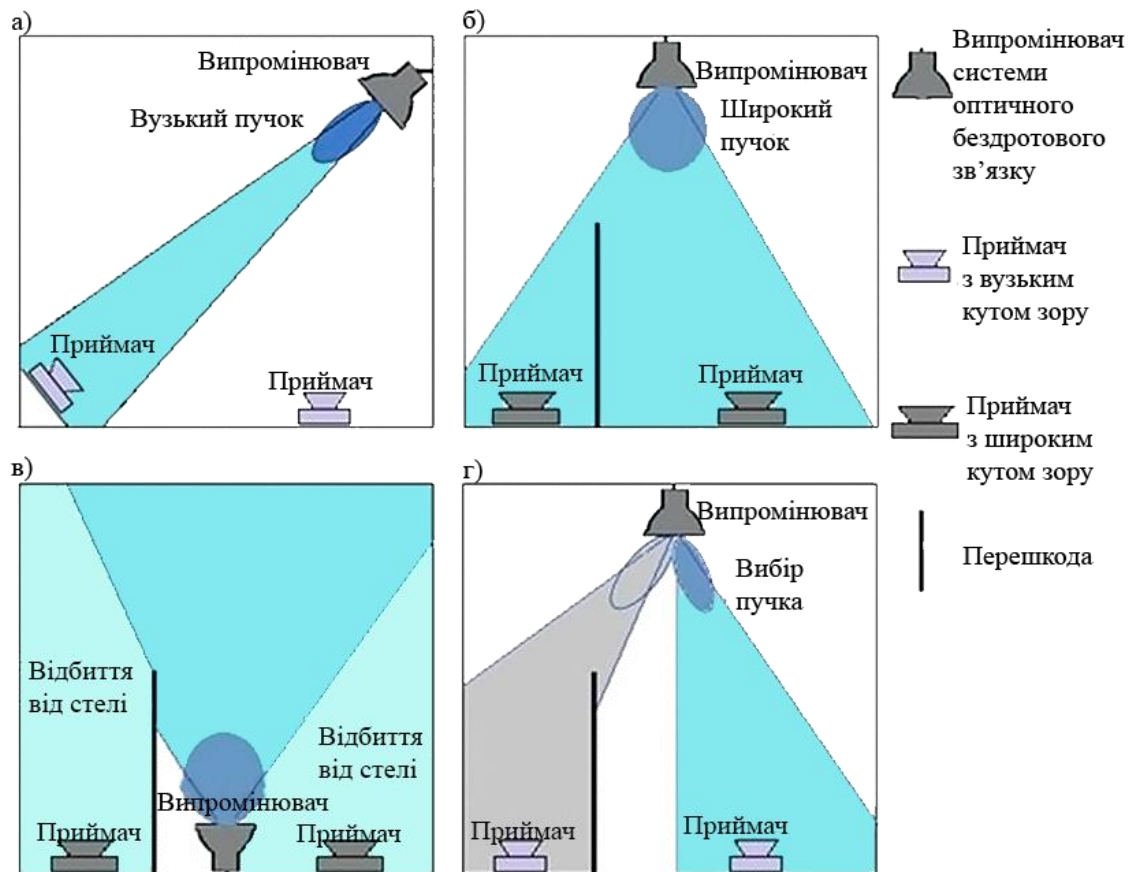 а)
Випромінювач
Вузький пучок
Приймач
Приймач
б)
Випромінювач
Широкий
пучок
Приймач
Приймач
в)
Відбиття
від стелі
Відбиття
від стелі
Випромінювач
Приймач
Приймач
г)
Випромінювач
Вибір
пучка
Приймач
Приймач
Випромінювач
системи
оптичного
бездротового
зв’язку
Приймач
з вузьким
кутом зору
Приймач
з широким
кутом зору
Перешкода